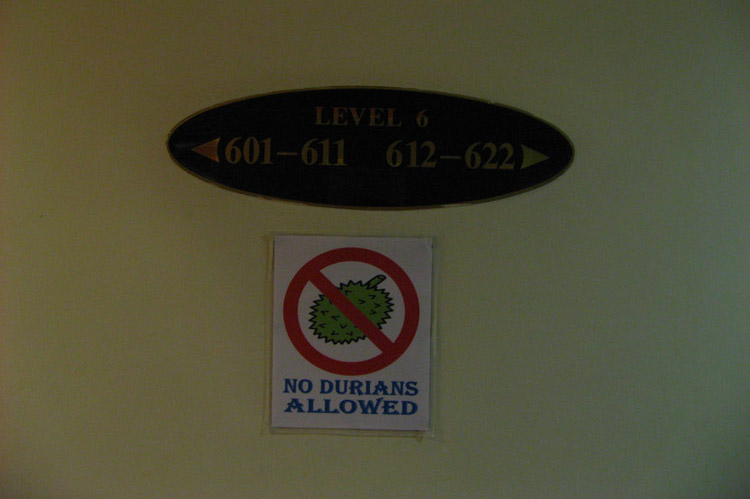 LEVEL 6
601-611 612-622
NO DURIANS
ALLOWED